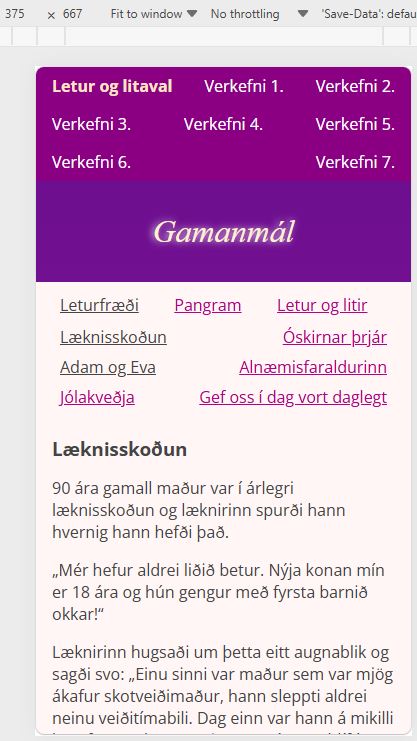 375 × 667 Fit to window No throttling 'Save-Data': defau
Letur og litaval Verkefni 1. Verkefni 2.
Verkefni 3. Verkefni 4. Verkefni 5.
Verkefni 6. Verkefni 7.
Gamanmál
Leturfræði Pangram Letur og litir
Læknisskoðun Óskirnar þrjár
Adam og Eva Alnæmisfaraldurinn
Jólakveðja Gef oss í dag vort daglegt
Læknisskoðun
90 ára gamall maður var í árlegri
læknisskoðun og læknirinn spurði hann
hvernig hann hefði það.
„Mér hefur aldrei liðið betur. Nýja konan mín
er 18 ára og hún gengur með fyrsta barnið
okkar!“
Læknirinn hugsaði um þetta eitt augnablik og
sagði svo: „Einu sinni var maður sem var mjög
ákafur skotveiðimaður, hann sleppti aldrei
neinu veiðitímabili. Dag einn var hann á mikilli